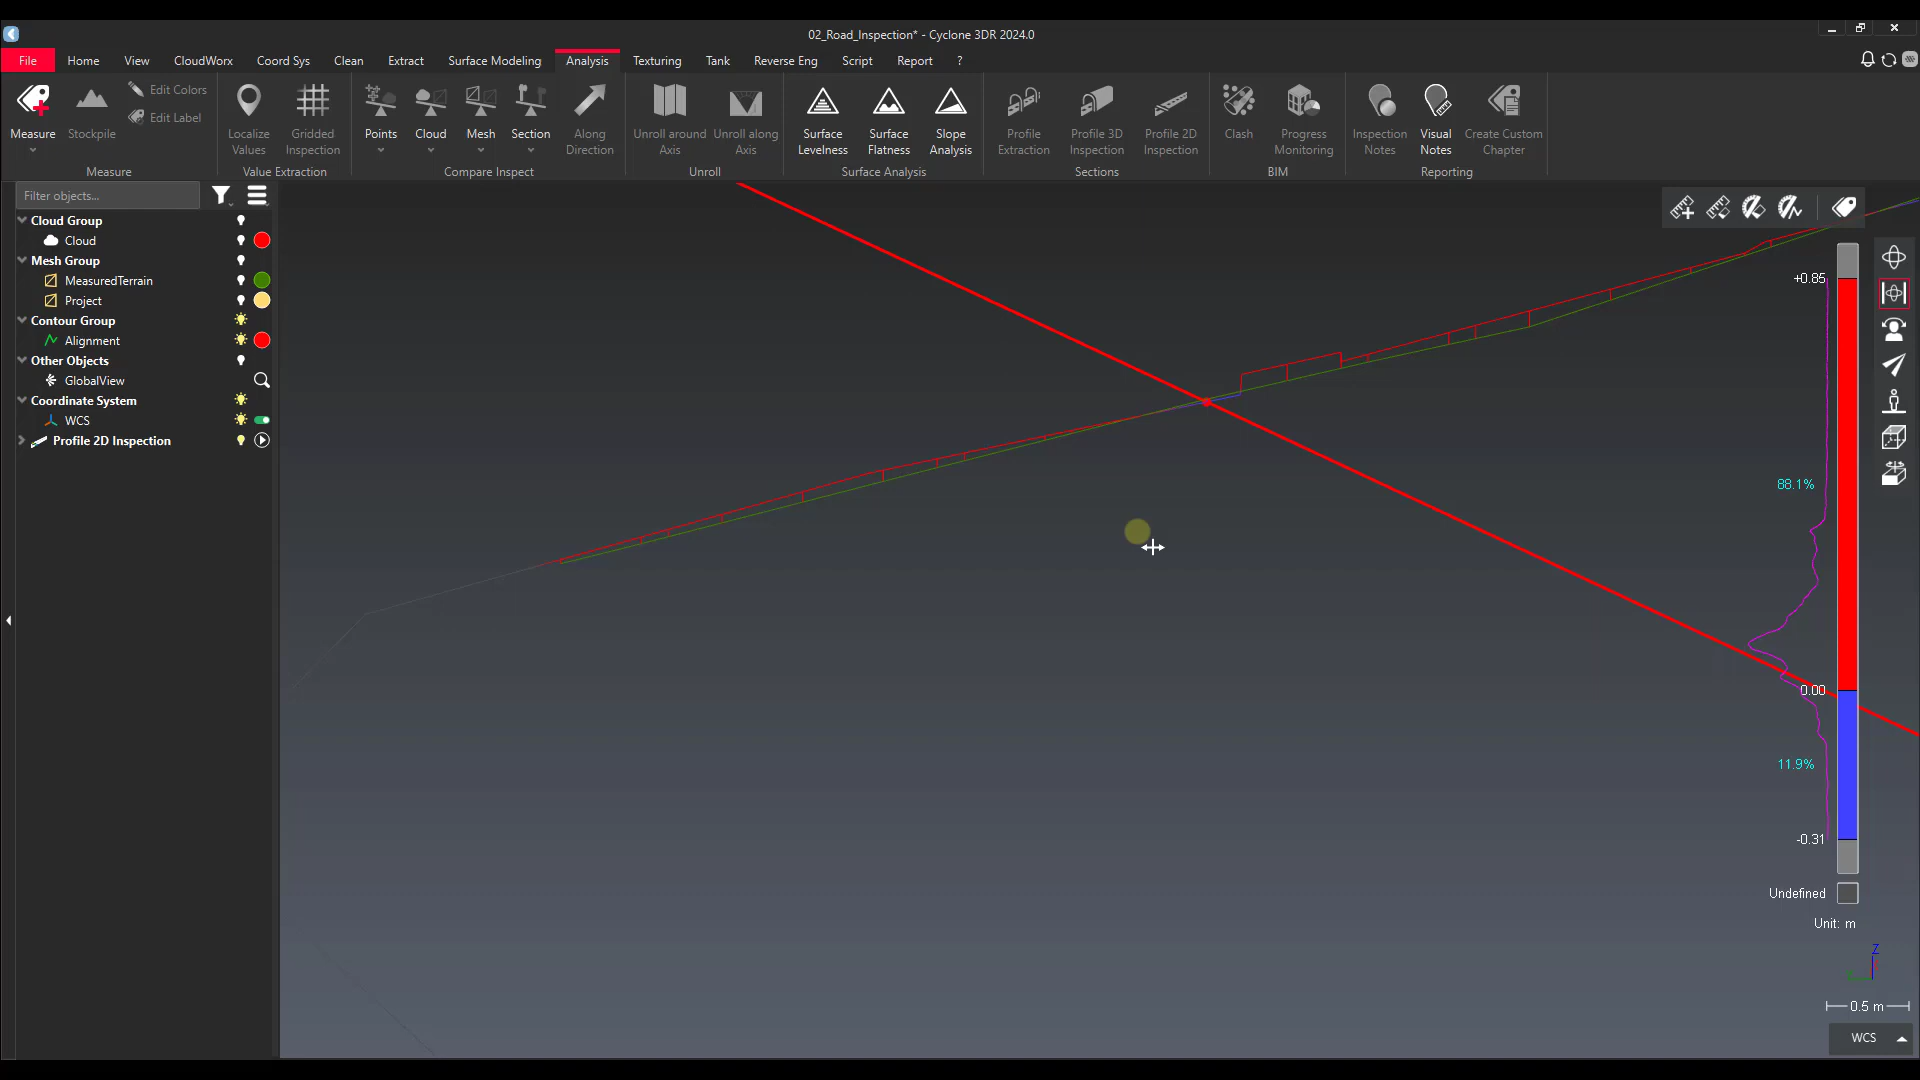 02_Road_Inspection* - Cyclone 3DR 2024.0
File Home View CloudWorx Coord Sys Clean Extract Surface Modeling Analysis Texturing Tank Reverse Eng Script Report ?
Measure
Stockpile
Edit Colors
Edit Label
Measure
Localize Values
Gridded Inspection
Value Extraction
Points
Cloud
Mesh
Section
Along Direction
Compare Inspect
Unroll around Axis
Unroll along Axis
Unroll
Surface Levelness
Surface Flatness
Slope Analysis
Surface Analysis
Profile Extraction
Profile 3D Inspection
Profile 2D Inspection
Sections
Clash
Progress Monitoring
BIM
Inspection Notes
Visual Notes
Create Custom Chapter
Reporting
Filter objects...
Cloud Group
Cloud
Mesh Group
MeasuredTerrain
Project
Contour Group
Alignment
Other Objects
GlobalView
Coordinate System
WCS
Profile 2D Inspection
+0.85
88.1%
0.00
11.9%
-0.31
Undefined
Unit: m
Z
0.5 m
WCS